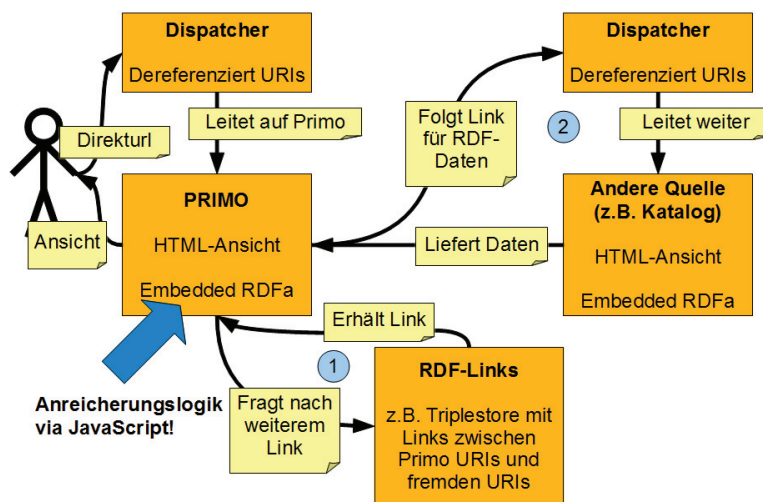 Dispatcher
Dereferenziert URIs
Direkturl
Leitet auf Primo
PRIMO
HTML-Ansicht
Embedded RDFa
Ansicht
Folgt Link
für RDF-
Daten
2
Dispatcher
Dereferenziert URIs
Leitet weiter
Andere Quelle
(z.B. Katalog)
HTML-Ansicht
Embedded RDFa
Liefert Daten
Erhält Link
1
Anreicherungslogik
via JavaScript!
Fragt nach
weiterem
Link
RDF-Links
z.B. Triplestore mit
Links zwischen
Primo URIs und
fremden URIs